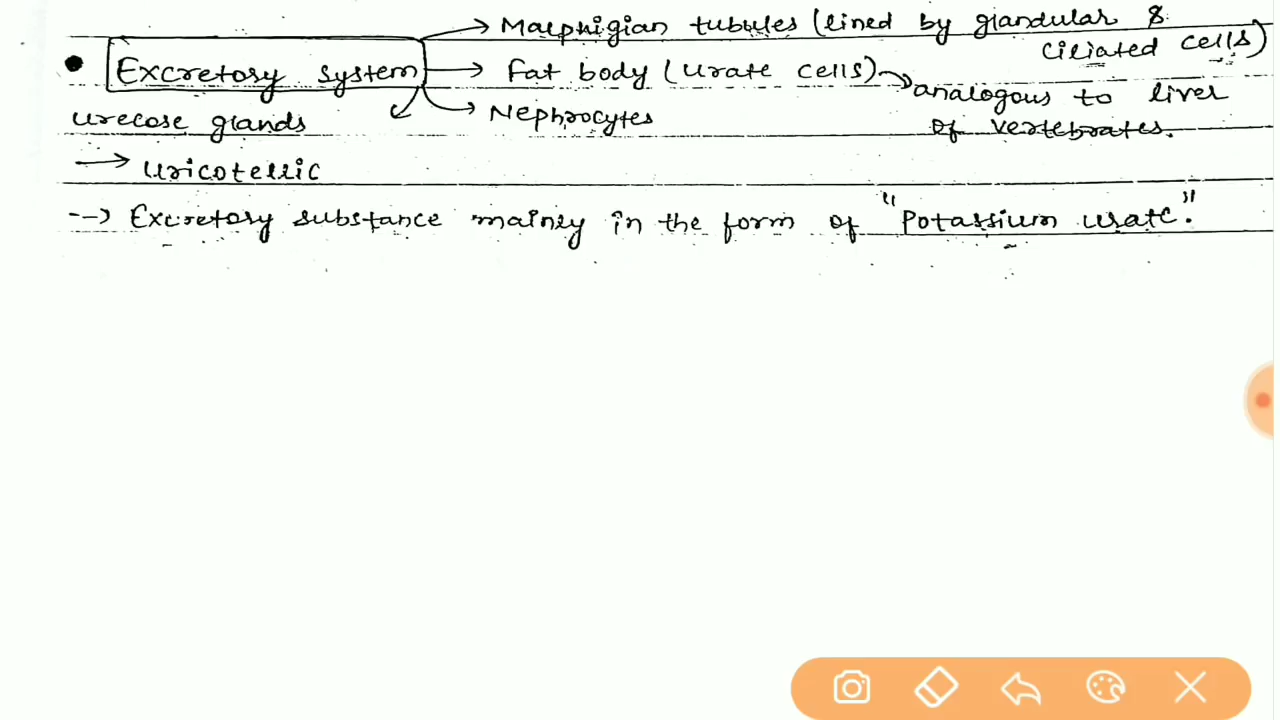 → Malphigian tubules (lined by glandular &
ciliated cells)
• Excretory system → Fat body (urate cells) → analogous to liver
of vertebrates.
→ Nephrocytes
urecose glands
→ Uricotellic
--> Excretory substance mainly in the form of "Potassium urate".